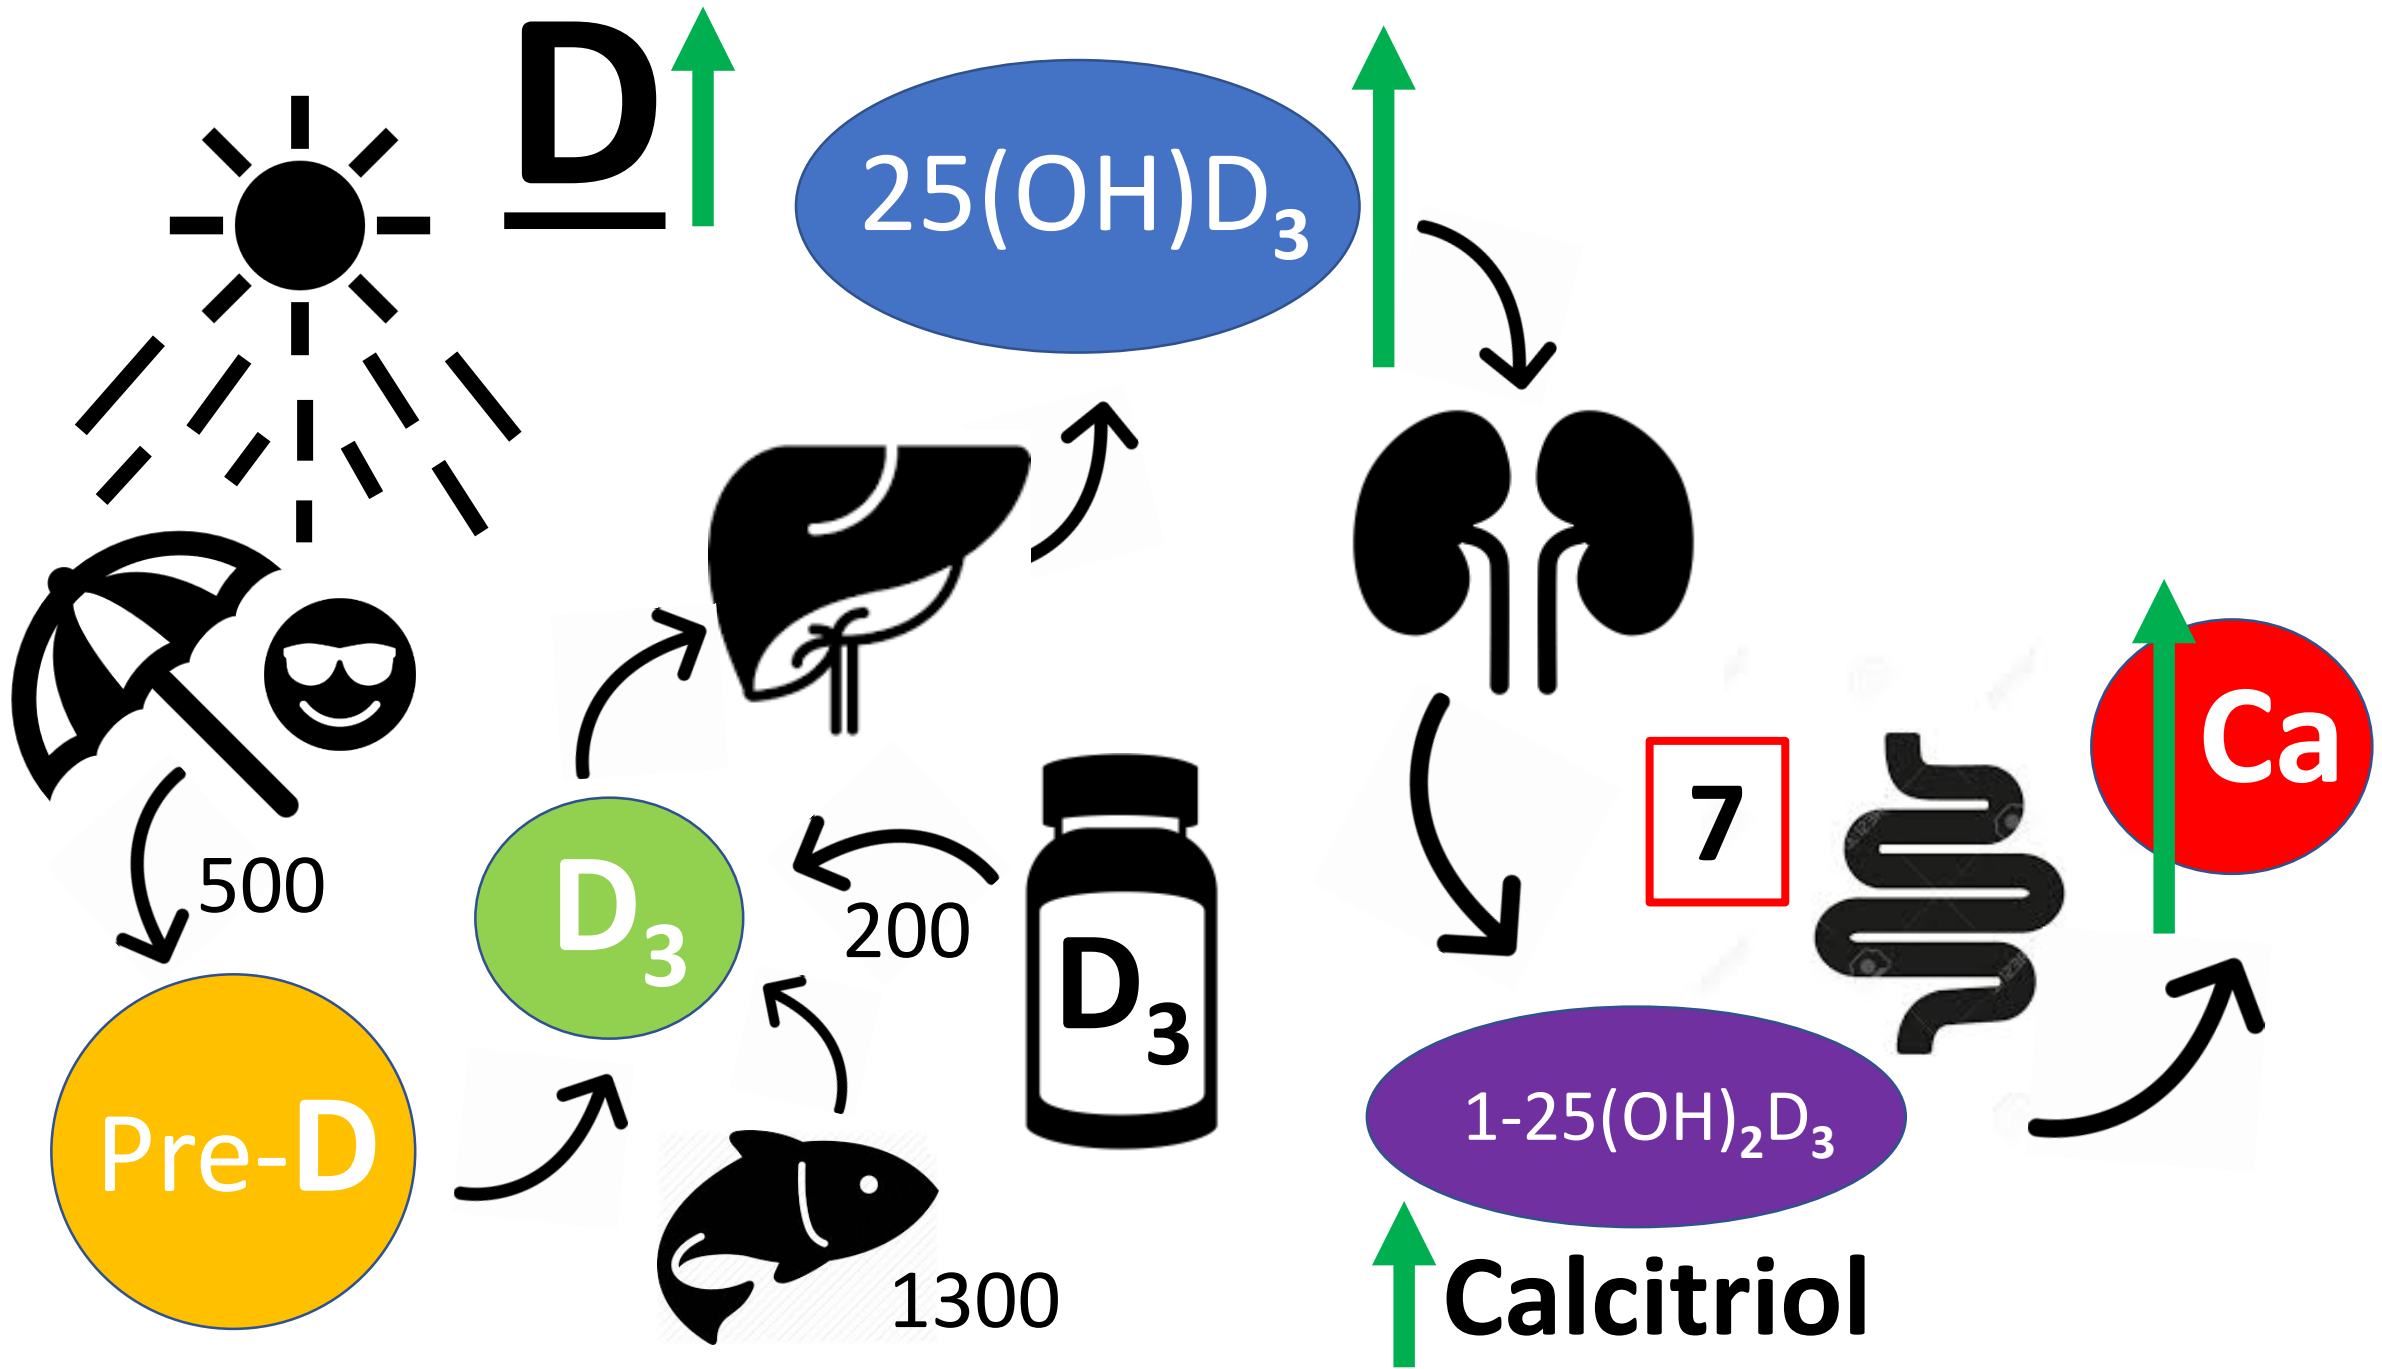 D
25(OH)D₃
500
D₃
200
D₃
7
Ca
Pre-D
1300
1-25(OH)₂D₃
Calcitriol